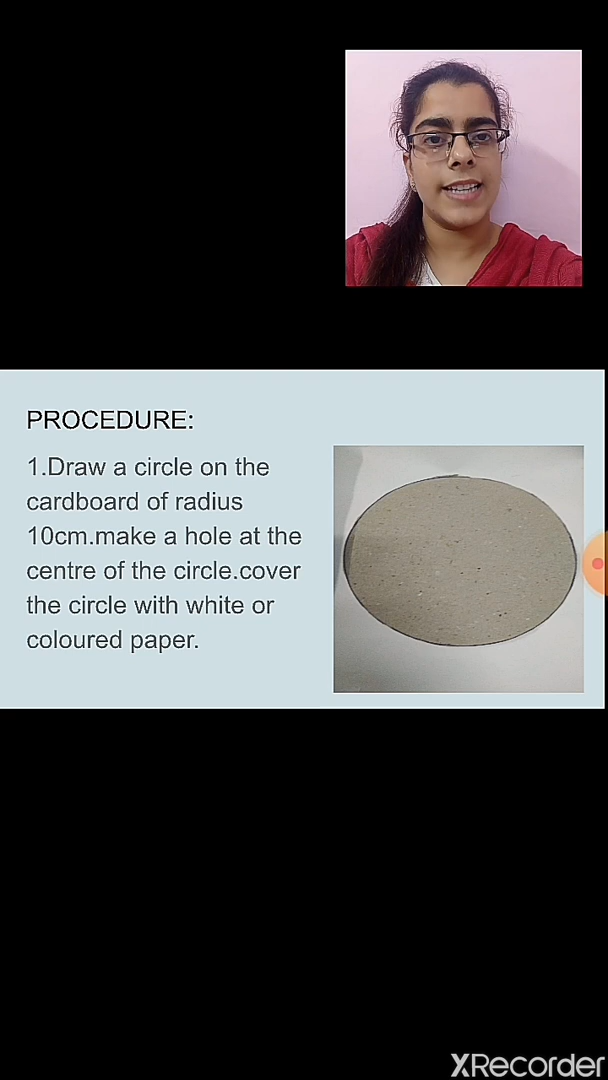 PROCEDURE:
1.Draw a circle on the
cardboard of radius
10cm.make a hole at the
centre of the circle.cover
the circle with white or
coloured paper.
XRecorder